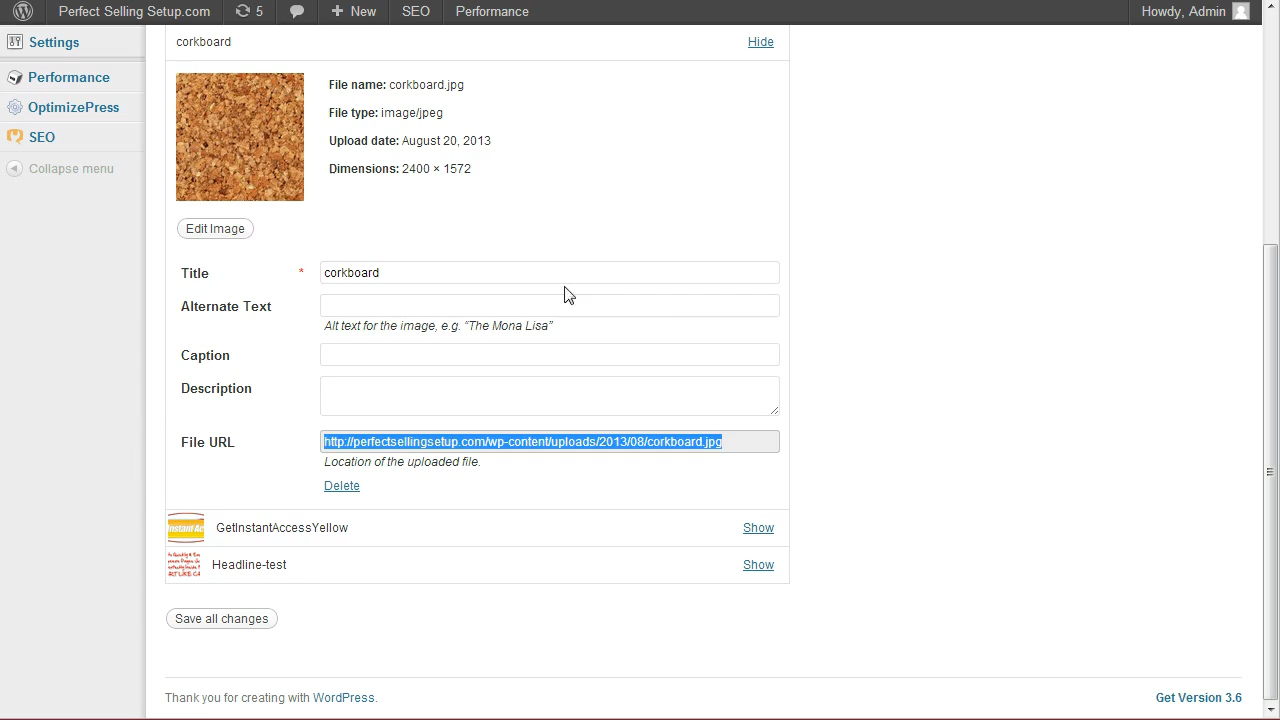 Perfect Selling Setup.com 5 New SEO Performance Howdy, Admin
Settings
Performance
OptimizePress
SEO
Collapse menu
corkboard Hide
File name: corkboard.jpg
File type: image/jpeg
Upload date: August 20, 2013
Dimensions: 2400 × 1572
Edit Image
Title * corkboard
Alternate Text
Alt text for the image, e.g. “The Mona Lisa”
Caption
Description
File URL http://perfectsellingsetup.com/wp-content/uploads/2013/08/corkboard.jpg
Location of the uploaded file.
Delete
GetInstantAccessYellow Show
Headline-test Show
Save all changes
Thank you for creating with WordPress. Get Version 3.6